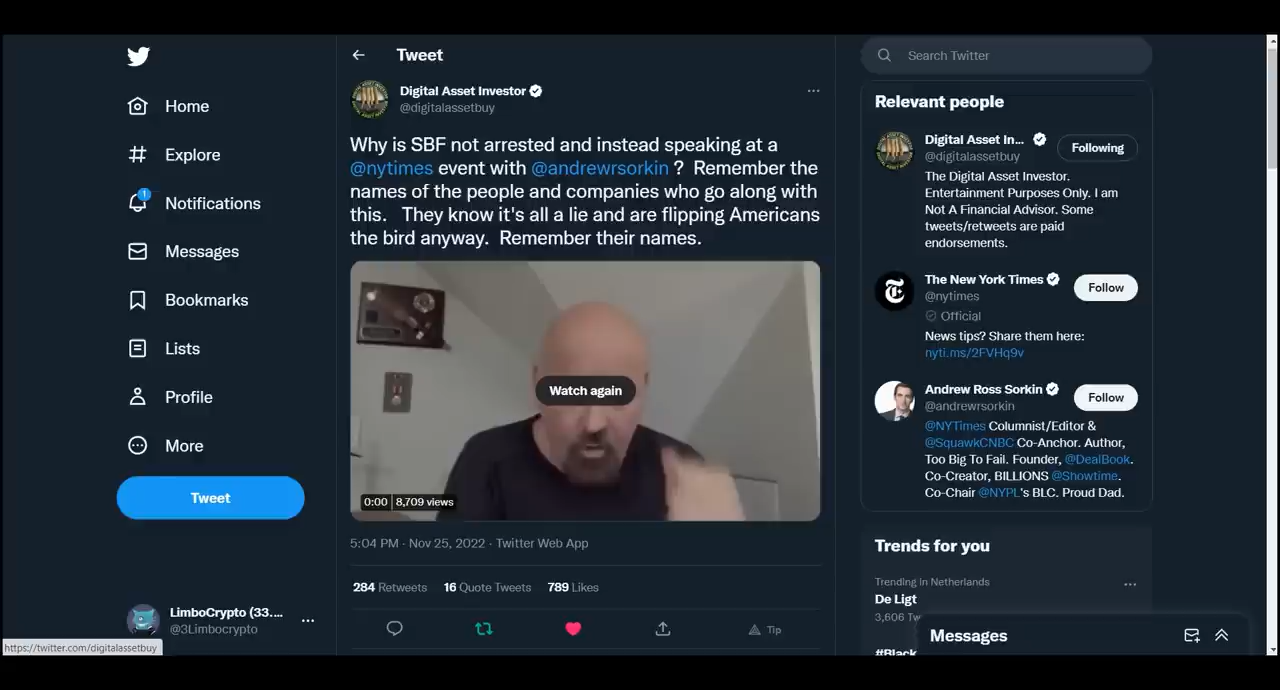 Home
Explore
1
Notifications
Messages
Bookmarks
Lists
Profile
More
Tweet
LimboCrypto (33....
@3Limbocrypto
https://twitter.com/digitalassetbuy
Tweet
Digital Asset Investor
@digitalassetbuy
Why is SBF not arrested and instead speaking at a
@nytimes event with @andrewrsorkin ? Remember the
names of the people and companies who go along with
this. They know it's all a lie and are flipping Americans
the bird anyway. Remember their names.
Watch again
0:00 8,709 views
5:04 PM · Nov 25, 2022 · Twitter Web App
284 Retweets 16 Quote Tweets 789 Likes
Tip
Search Twitter
Relevant people
Digital Asset In...
@digitalassetbuy
Following
The Digital Asset Investor.
Entertainment Purposes Only. I am
Not A Financial Advisor. Some
tweets/retweets are paid
endorsements.
The New York Times
@nytimes
Follow
Official
News tips? Share them here:
nyti.ms/2FVHq9v
Andrew Ross Sorkin
@andrewrsorkin
Follow
@NYTimes Columnist/Editor &
@SquawkCNBC Co-Anchor. Author,
Too Big To Fail. Founder, @DealBook.
Co-Creator, BILLIONS @Showtime.
Co-Chair @NYPL's BLC. Proud Dad.
Trends for you
Trending in Netherlands
De Ligt
3,606 Tw
#Black
Messages